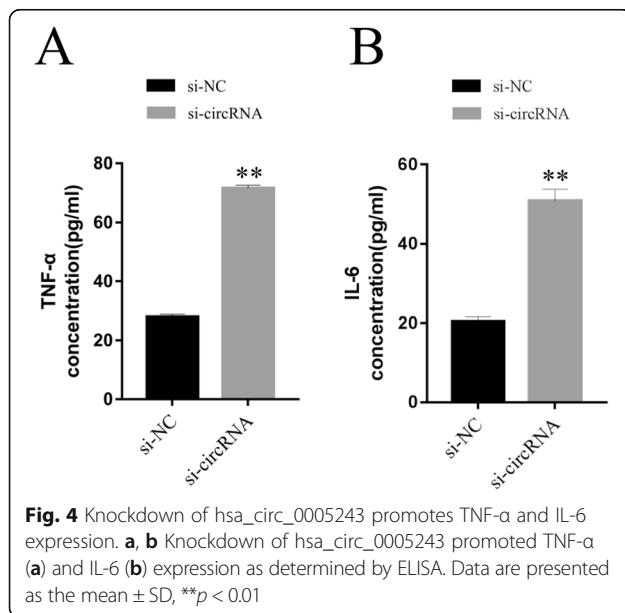 A
si-NC
si-circRNA
TNF-α
concentration(pg/ml)
80
60
40
20
0
**
si-NC
si-circRNA
B
si-NC
si-circRNA
IL-6
concentration(pg/ml)
60
40
20
0
**
si-NC
si-circRNA
Fig. 4 Knockdown of hsa_circ_0005243 promotes TNF-α and IL-6
expression. a, b Knockdown of hsa_circ_0005243 promoted TNF-α
(a) and IL-6 (b) expression as determined by ELISA. Data are presented
as the mean ± SD, **p < 0.01